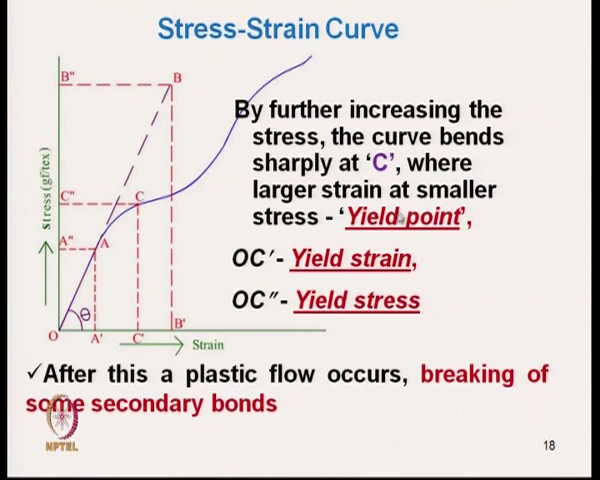 Stress-Strain Curve
B"
B
By further increasing the
stress, the curve bends
sharply at ‘C’, where
larger strain at smaller
stress - ‘Yield point’,
Stress (gf/tex)
C"
C
A"
A
OC′- Yield strain,
OC″- Yield stress
θ
B'
O
A'
C'
Strain
✓After this a plastic flow occurs, breaking of
some secondary bonds
NPTEL
18